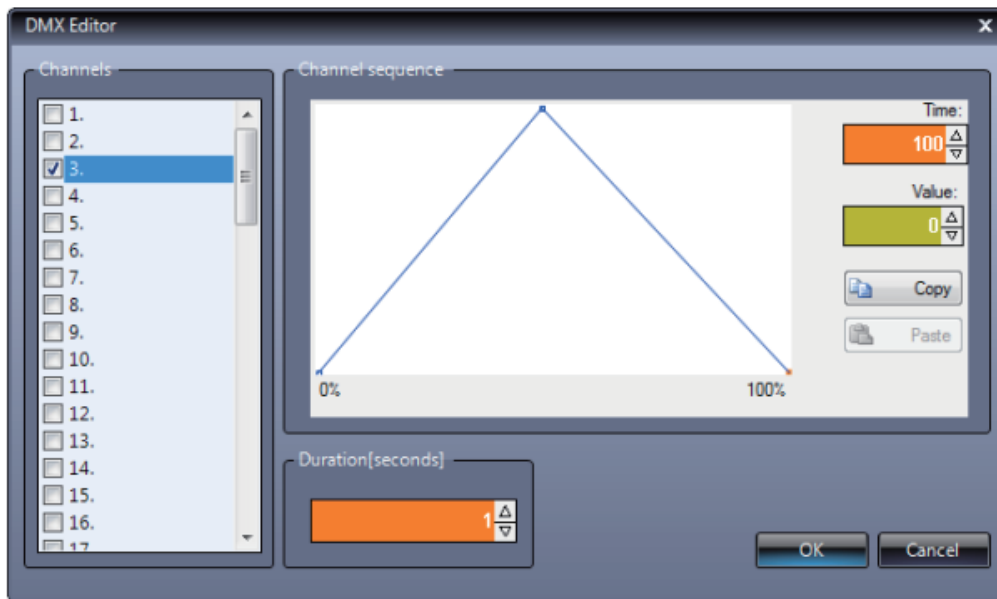 DMX Editor
Channels
1.
2.
3.
4.
5.
6.
7.
8.
9.
10.
11.
12.
13.
14.
15.
16.
17.
Channel sequence
0%
100%
Time:
100
Value:
0
Copy
Paste
Duration[seconds]
1
OK
Cancel